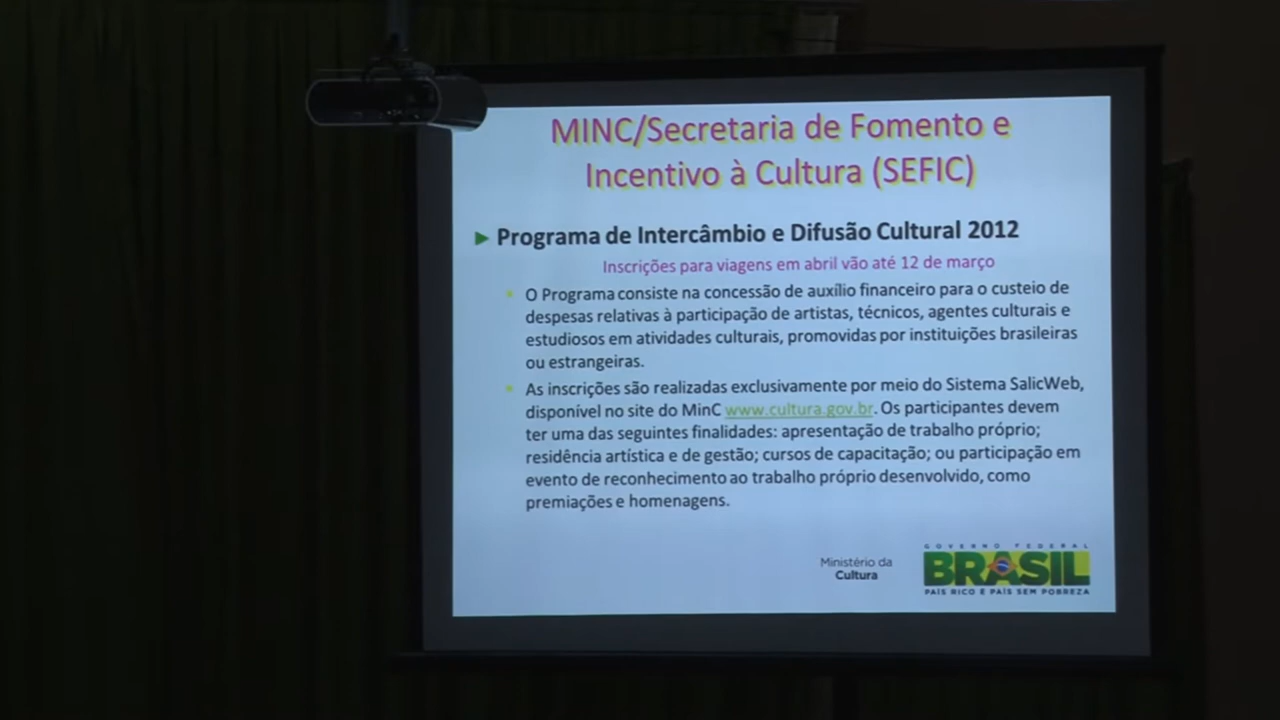 MINC/Secretaria de Fomento e
Incentivo à Cultura (SEFIC)
Programa de Intercâmbio e Difusão Cultural 2012
Inscrições para viagens em abril vão até 12 de março
O Programa consiste na concessão de auxílio financeiro para o custeio de
despesas relativas à participação de artistas, técnicos, agentes culturais e
estudiosos em atividades culturais, promovidas por instituições brasileiras
ou estrangeiras.
As inscrições são realizadas exclusivamente por meio do Sistema SalicWeb,
disponível no site do MinC www.cultura.gov.br. Os participantes devem
ter uma das seguintes finalidades: apresentação de trabalho próprio;
residência artística e de gestão; cursos de capacitação; ou participação em
evento de reconhecimento ao trabalho próprio desenvolvido, como
premiações e homenagens.
Ministério da
Cultura
GOVERNO FEDERAL
BRASIL
PAÍS RICO É PAÍS SEM POBREZA